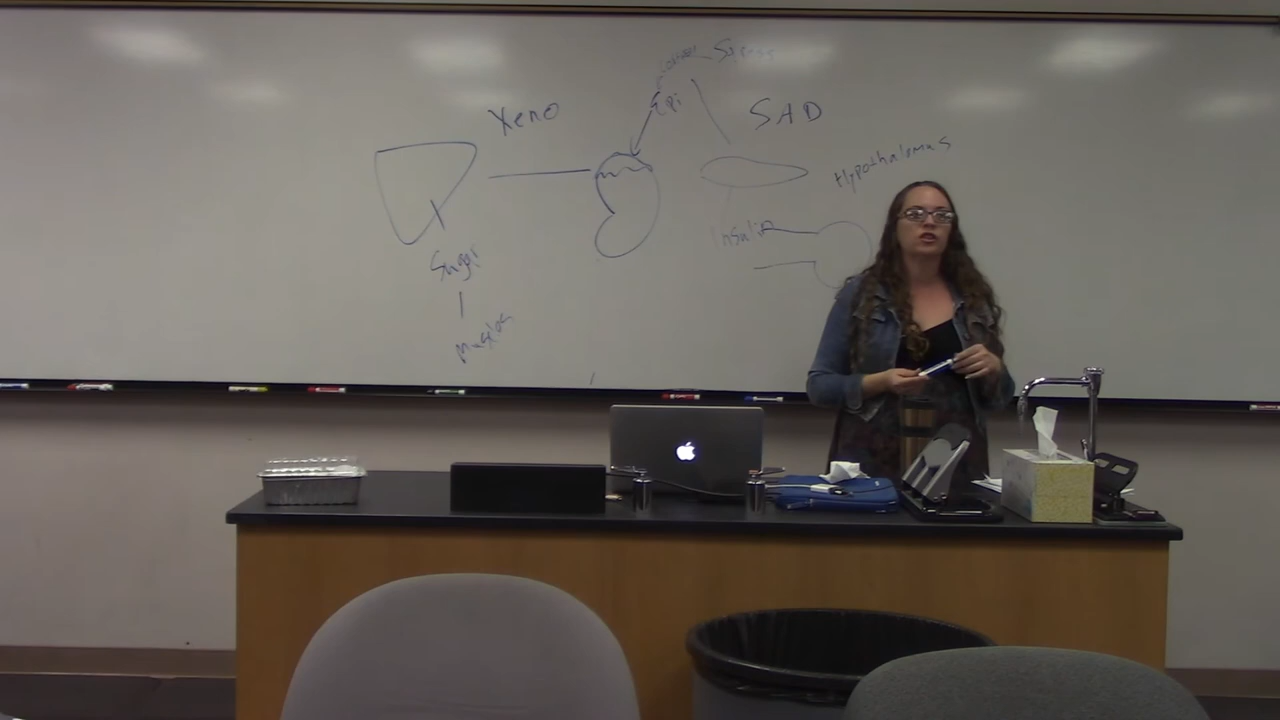 Stress
Epi
Xeno
SAD
Hypothalamus
Insulin
Sugar